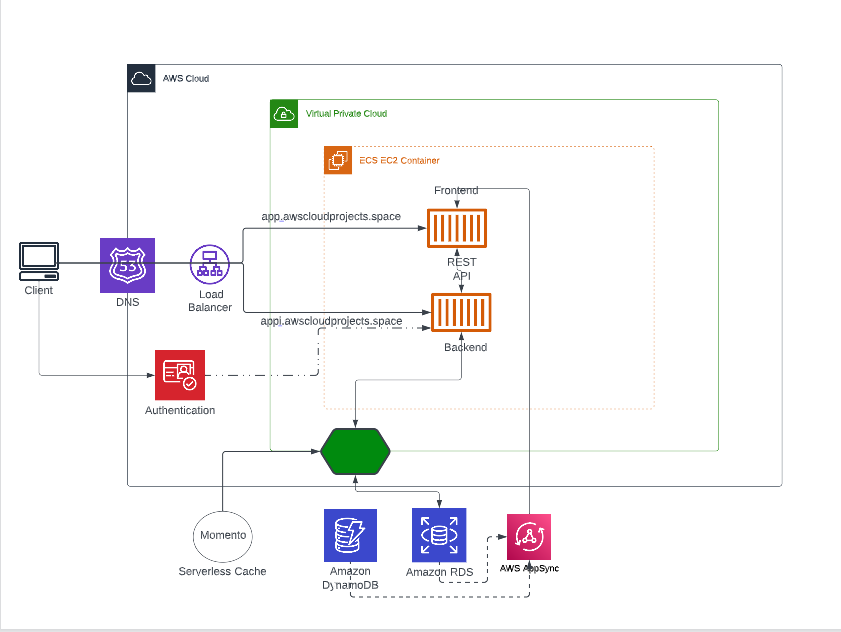 AWS Cloud
Virtual Private Cloud
ECS EC2 Container
Frontend
app.awscloudprojects.space
REST
API
53
Client
DNS
Load
Balancer
appi.awscloudprojects.space
Backend
Authentication
Momento
Serverless Cache
Amazon
DynamoDB
Amazon RDS
AWS AppSync